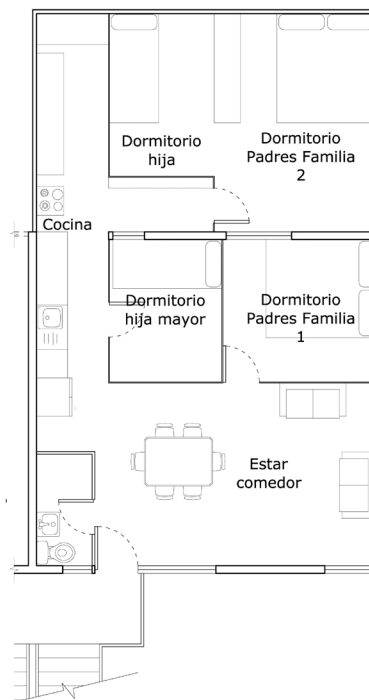 Dormitorio
hija
Dormitorio
Padres Familia
2
Cocina
Dormitorio
hija mayor
Dormitorio
Padres Familia
1
Estar
comedor